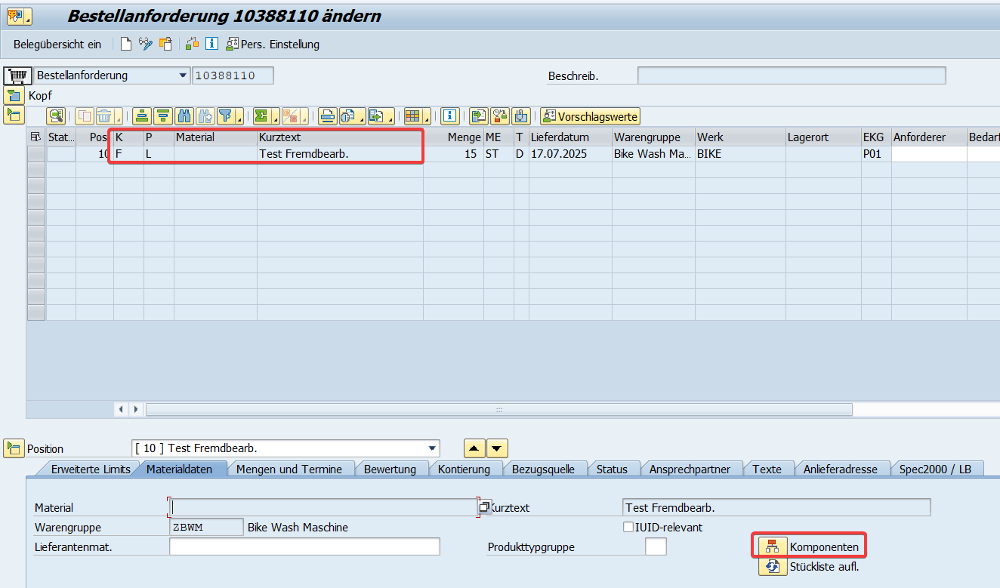 Bestellanforderung 10388110 ändern
Belegübersicht ein Pers. Einstellung
Bestellanforderung 10388110 Beschreib.
Kopf
Vorschlagswerte
Stat... Pos K P Material Kurztext Menge ME T Lieferdatum Warengruppe Werk Lagerort EKG Anforderer Bedarf
10 F L Test Fremdbearb. 15 ST D 17.07.2025 Bike Wash Ma... BIKE P01
Position [ 10 ] Test Fremdbearb.
Erweiterte Limits Materialdaten Mengen und Termine Bewertung Kontierung Bezugsquelle Status Ansprechpartner Texte Anlieferadresse Spec2000 / LB
Material Kurztext Test Fremdbearb.
Warengruppe ZBWM Bike Wash Maschine IUID-relevant
Lieferantenmat. Produkttypgruppe Komponenten
Stückliste aufl.